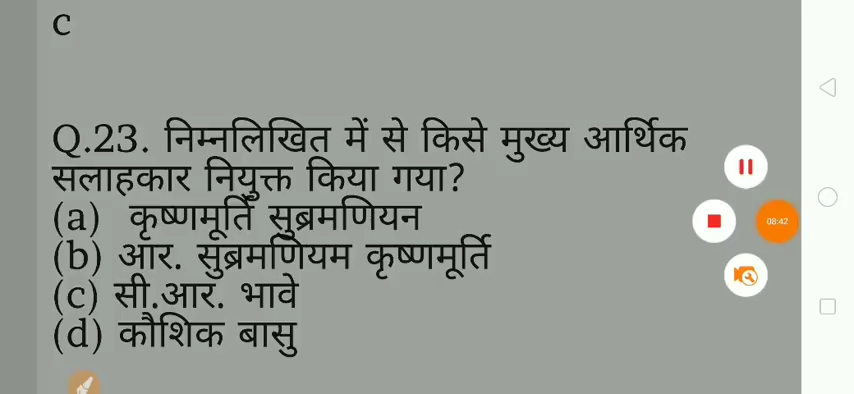 c
Q.23. निम्नलिखित में से किसे मुख्य आर्थिक
सलाहकार नियुक्त किया गया?
(a) कृष्णमूर्ति सुब्रमणियन
(b) आर. सुब्रमणियम कृष्णमूर्ति
(c) सी.आर. भावे
(d) कौशिक बासु
08:42